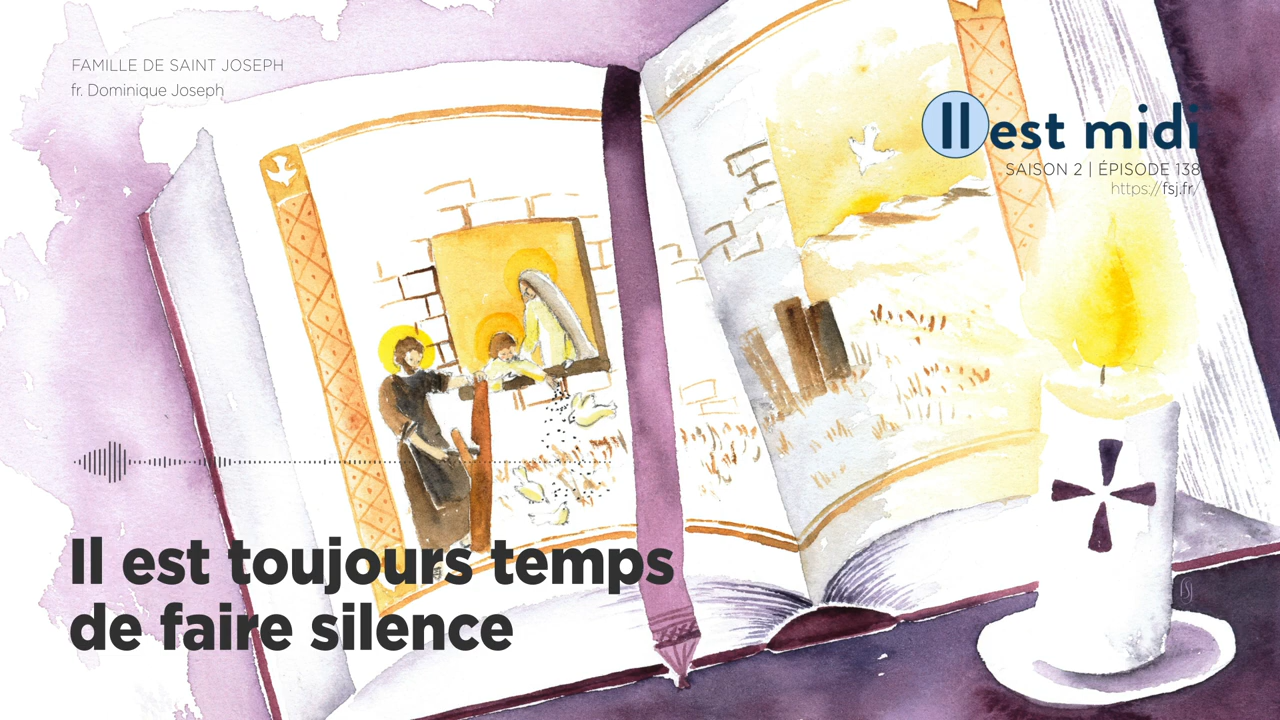 FAMILLE DE SAINT JOSEPH
fr. Dominique Joseph
Il est midi
SAISON 2 | ÉPISODE 138
https://fsj.fr/
Il est toujours temps
de faire silence
FSJ